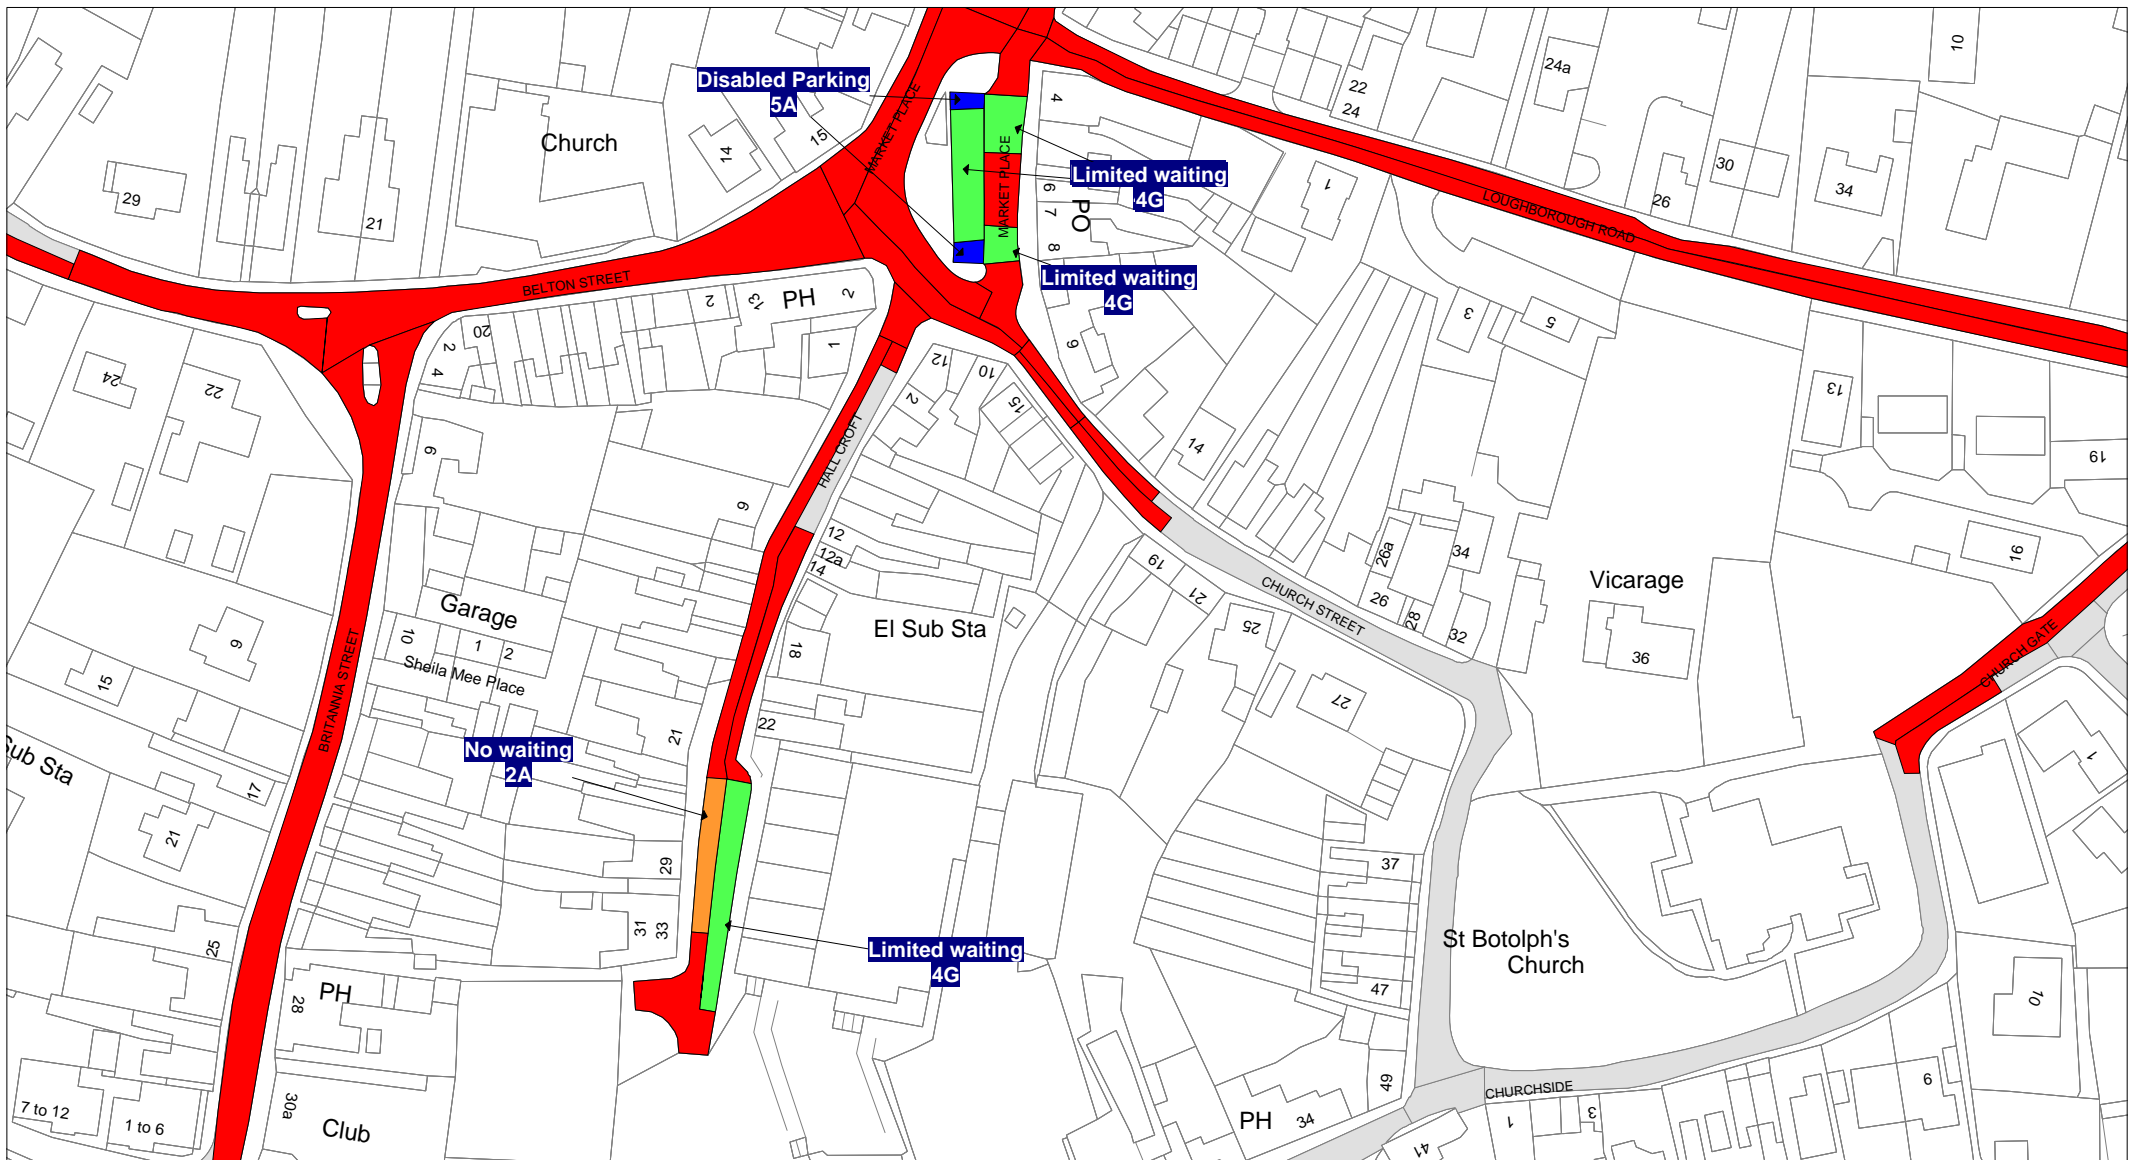 10
24a
22
24
Disabled Parking
5A
MARKET PLACE
4
Church
15
14
30
34
26
29
21
Limited waiting
4G
1
MARKET PLACE
6
7
8
PO
LOUGHBOROUGH ROAD
Limited waiting
4G
BELTON STREET
2
13
PH
2
20
2
4
1
3
5
9
12
10
2
15
24
22
13
14
6
HALL CROFT
19
6
12
12a
14
26a
34
16
19
21
CHURCH STREET
26
28
32
Vicarage
36
Garage
10
1
2
Sheila Mee Place
El Sub Sta
18
25
27
CHURCH GATE
9
15
BRITANNIA STREET
Sub Sta
17
21
22
21
1
No waiting
2A
29
31
33
37
25
Limited waiting
4G
St Botolph's
Church
47
PH
28
10
49
9
CHURCHSIDE
7 to 12
1 to 6
30a
Club
PH
34
41
1
3